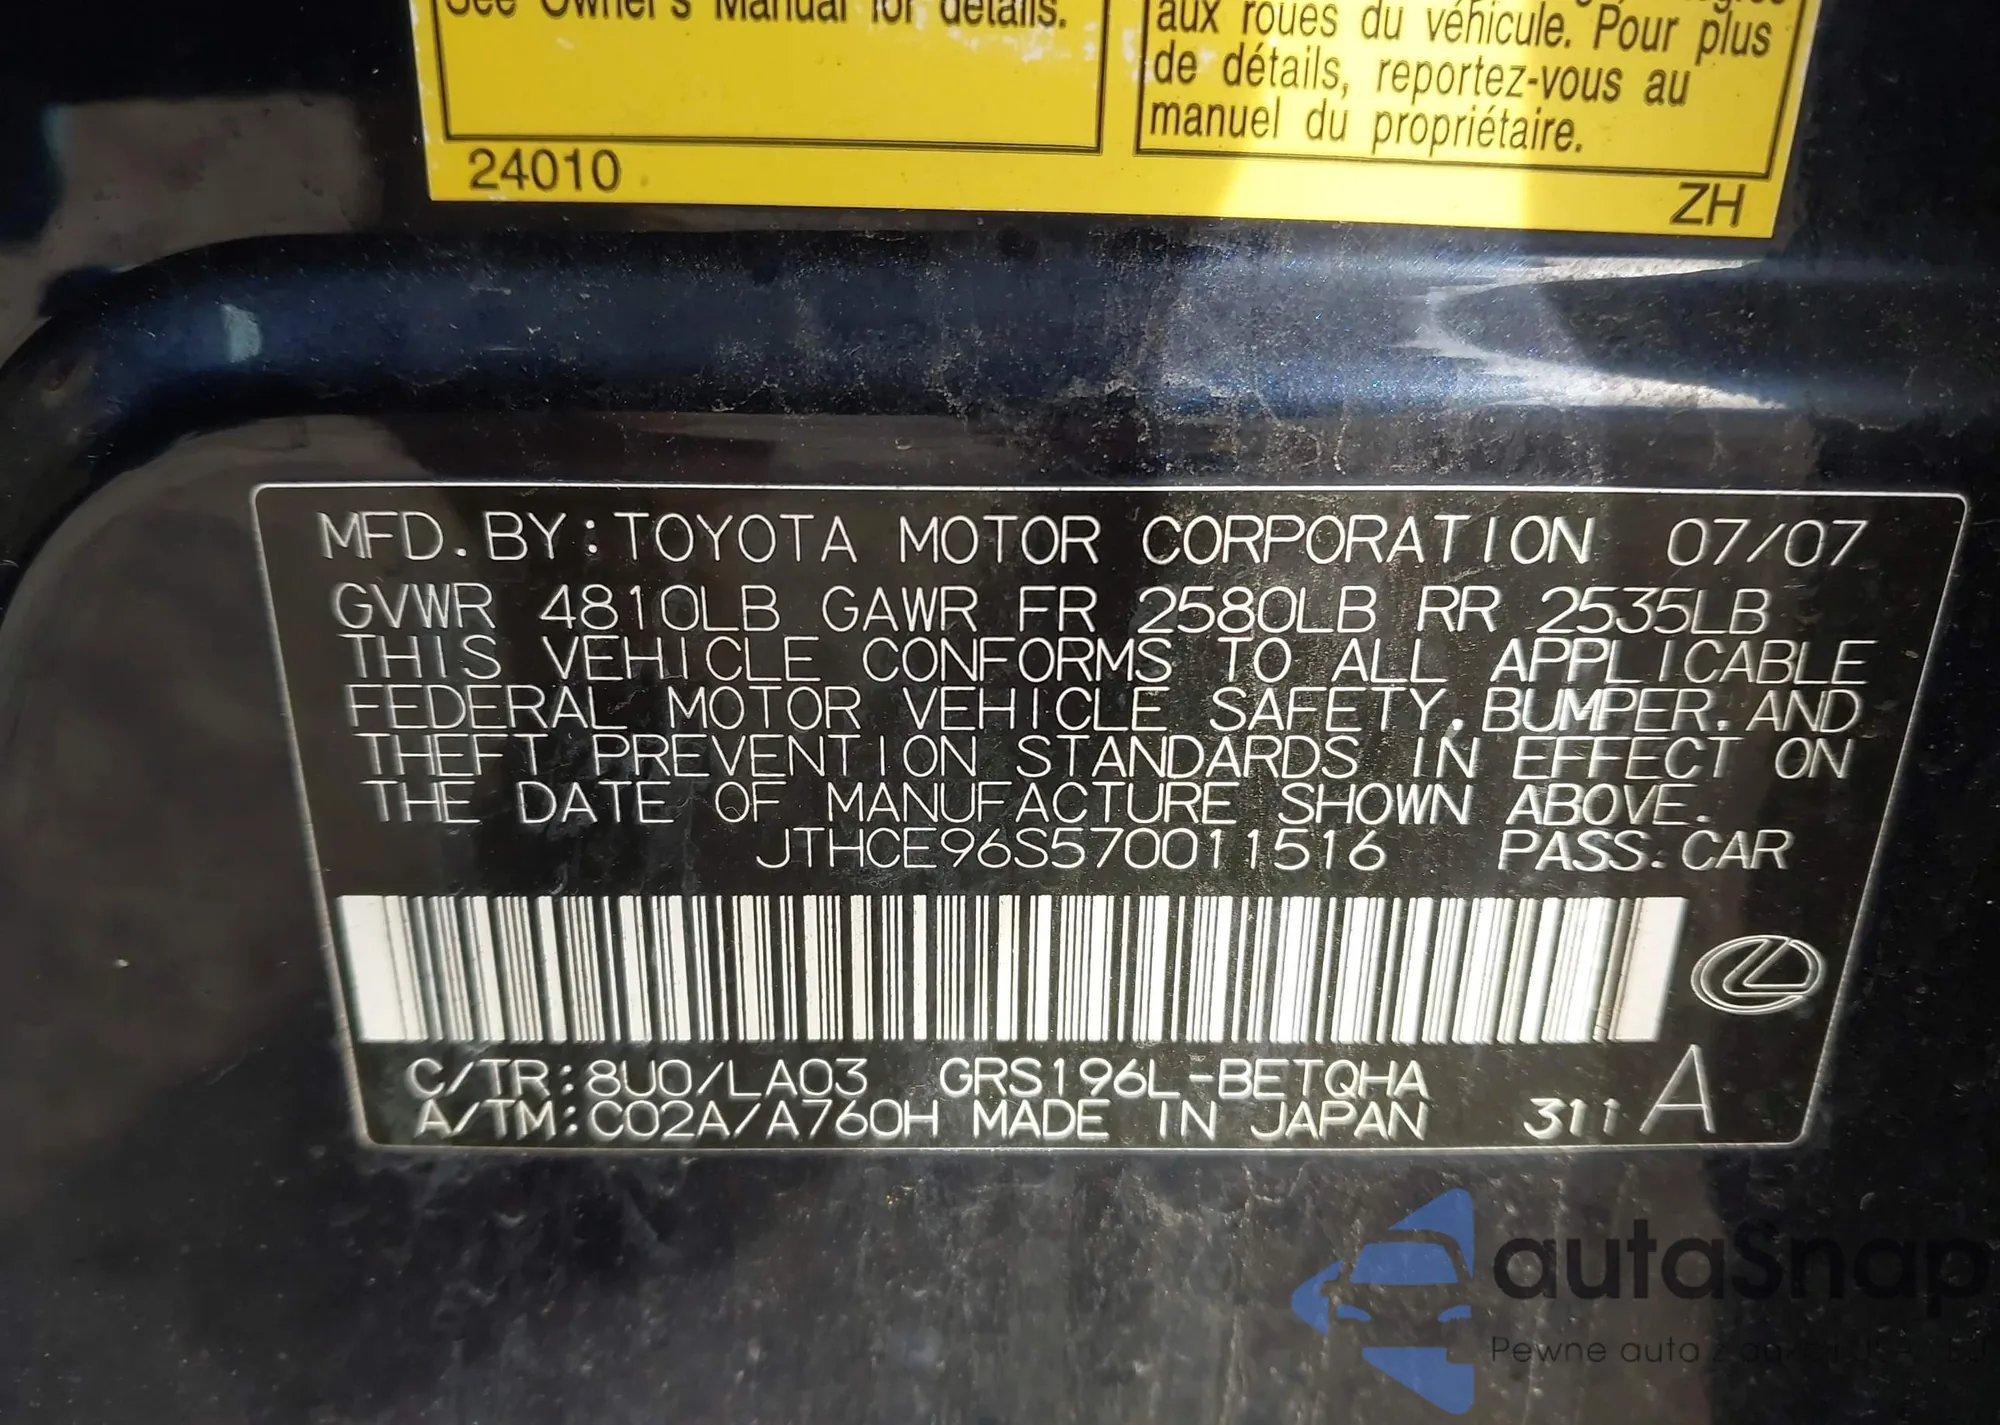 See Owner's Manual for details.
aux roues du véhicule. Pour plus
de détails, reportez-vous au
manuel du propriétaire.
24010
ZH
MFD. BY: TOYOTA MOTOR CORPORATION 07/07
GVWR 4810LB GAWR FR 2580LB RR 2535LB
THIS VEHICLE CONFORMS TO ALL APPLICABLE
FEDERAL MOTOR VEHICLE SAFETY, BUMPER, AND
THEFT PREVENTION STANDARDS IN EFFECT ON
THE DATE OF MANUFACTURE SHOWN ABOVE.
JTHCE96S570011516 PASS. CAR
C/TR: 8U0/LA03 GRS196L-BETQHA
A/TM: C02A/A760H MADE IN JAPAN 311 A
autaSnap
Pewne auta z